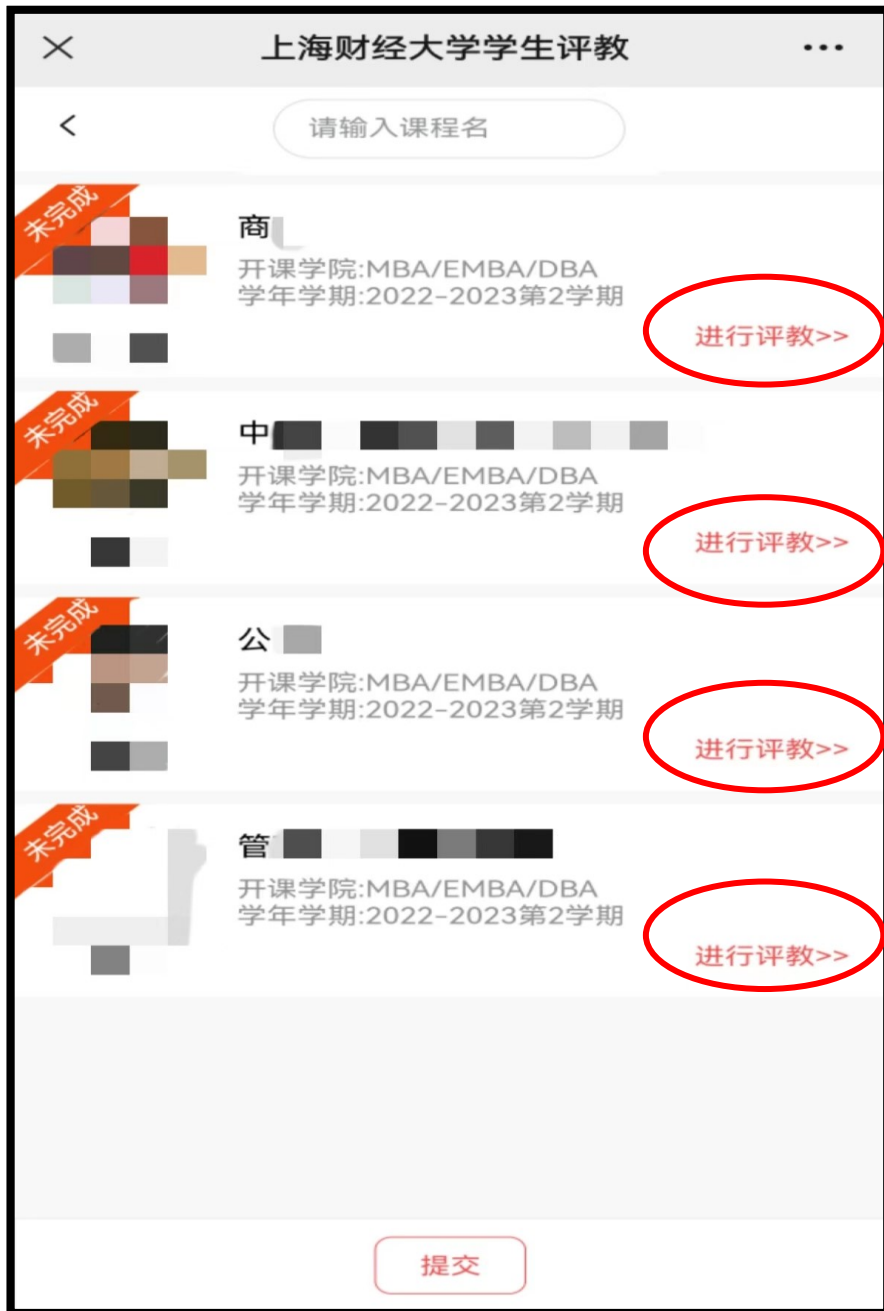 上海财经大学学生评教
请输入课程名
未完成
商
开课学院:MBA/EMBA/DBA
学年学期:2022-2023第2学期
进行评教>>
未完成
中
开课学院:MBA/EMBA/DBA
学年学期:2022-2023第2学期
进行评教>>
未完成
公
开课学院:MBA/EMBA/DBA
学年学期:2022-2023第2学期
进行评教>>
未完成
管
开课学院:MBA/EMBA/DBA
学年学期:2022-2023第2学期
进行评教>>
提交